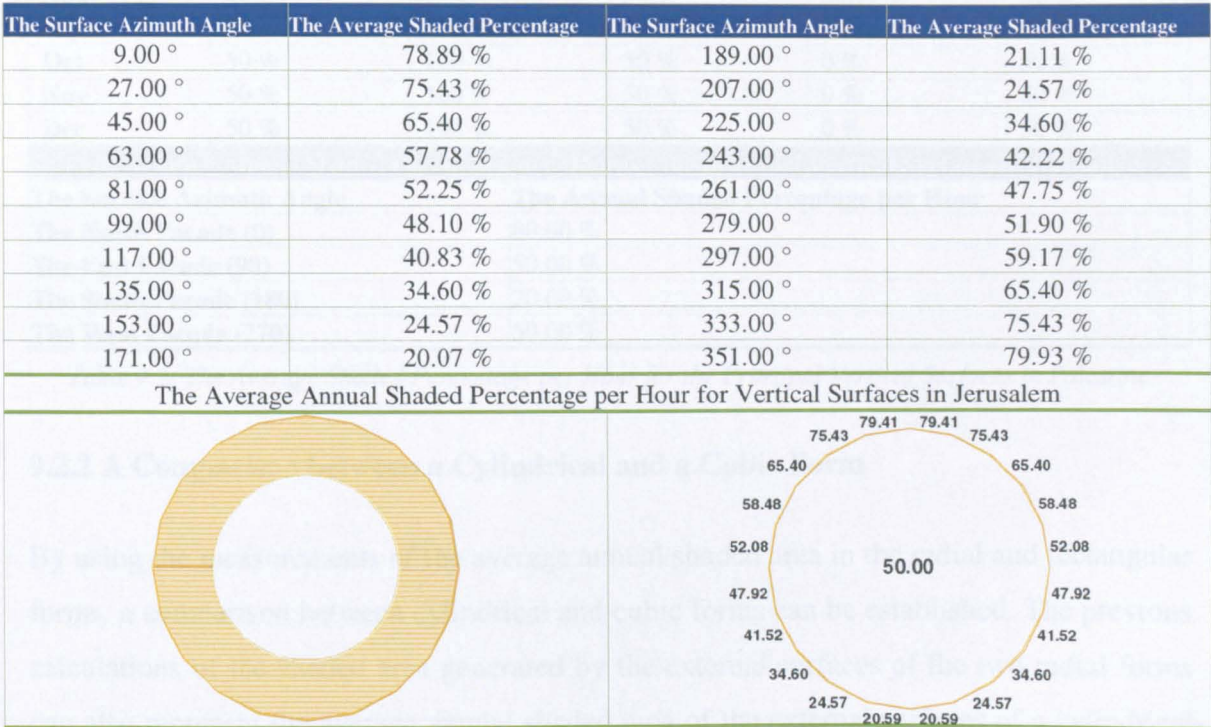 The Surface Azimuth Angle The Average Shaded Percentage The Surface Azimuth Angle The Average Shaded Percentage
9.00 ° 78.89 % 189.00 ° 21.11 %
27.00 ° 75.43 % 207.00 ° 24.57 %
45.00 ° 65.40 % 225.00 ° 34.60 %
63.00 ° 57.78 % 243.00 ° 42.22 %
81.00 ° 52.25 % 261.00 ° 47.75 %
99.00 ° 48.10 % 279.00 ° 51.90 %
117.00 ° 40.83 % 297.00 ° 59.17 %
135.00 ° 34.60 % 315.00 ° 65.40 %
153.00 ° 24.57 % 333.00 ° 75.43 %
171.00 ° 20.07 % 351.00 ° 79.93 %
The Average Annual Shaded Percentage per Hour for Vertical Surfaces in Jerusalem
79.41 79.41
75.43 75.43
65.40 65.40
58.48 58.48
52.08 52.08
50.00
47.92 47.92
41.52 41.52
34.60 34.60
24.57 24.57
20.59 20.59